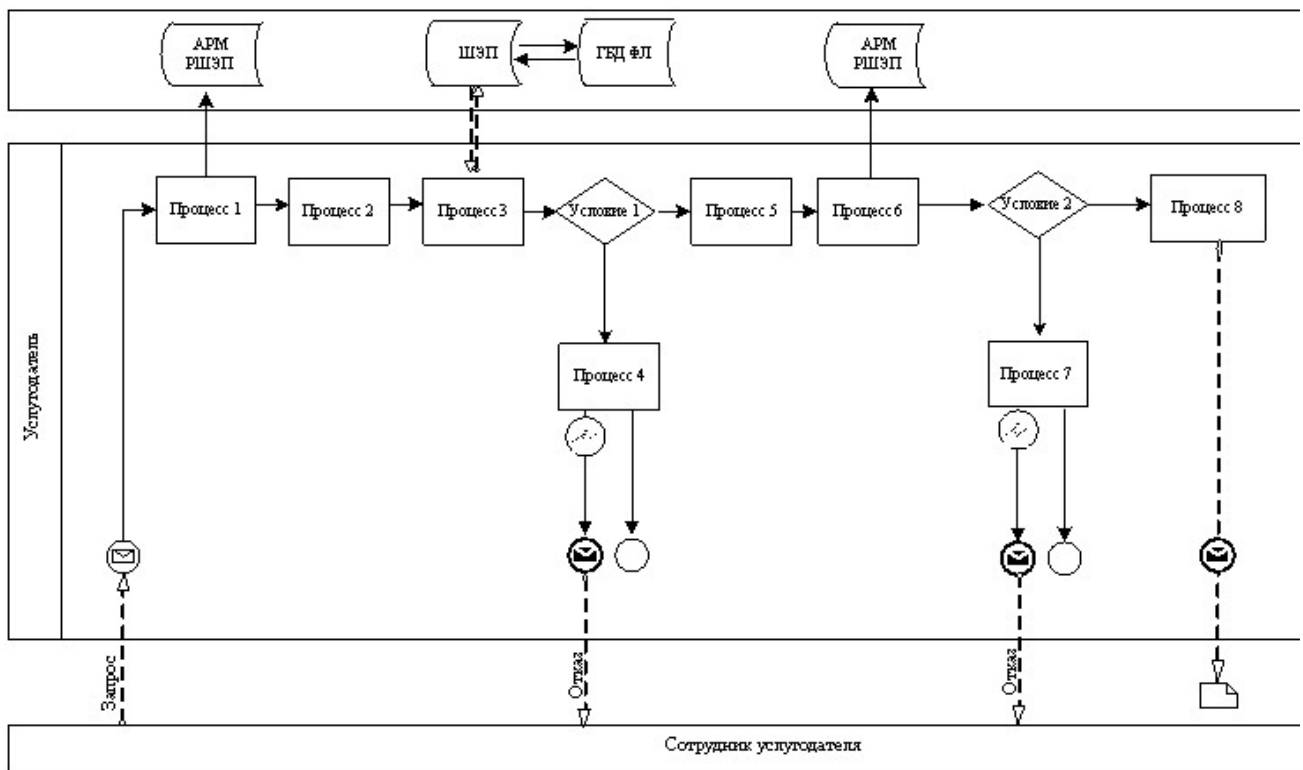 АРМ
РШЭП
ШЭП
ГБД ФЛ
АРМ
РШЭП
Процесс 1
Процесс 2
Процесс 3
Условие 1
Процесс 5
Процесс 6
Условие 2
Процесс 8
Процесс 4
Процесс 7
Услугодатель
Запрос
Отказ
Отказ
Сотрудник услугодателя